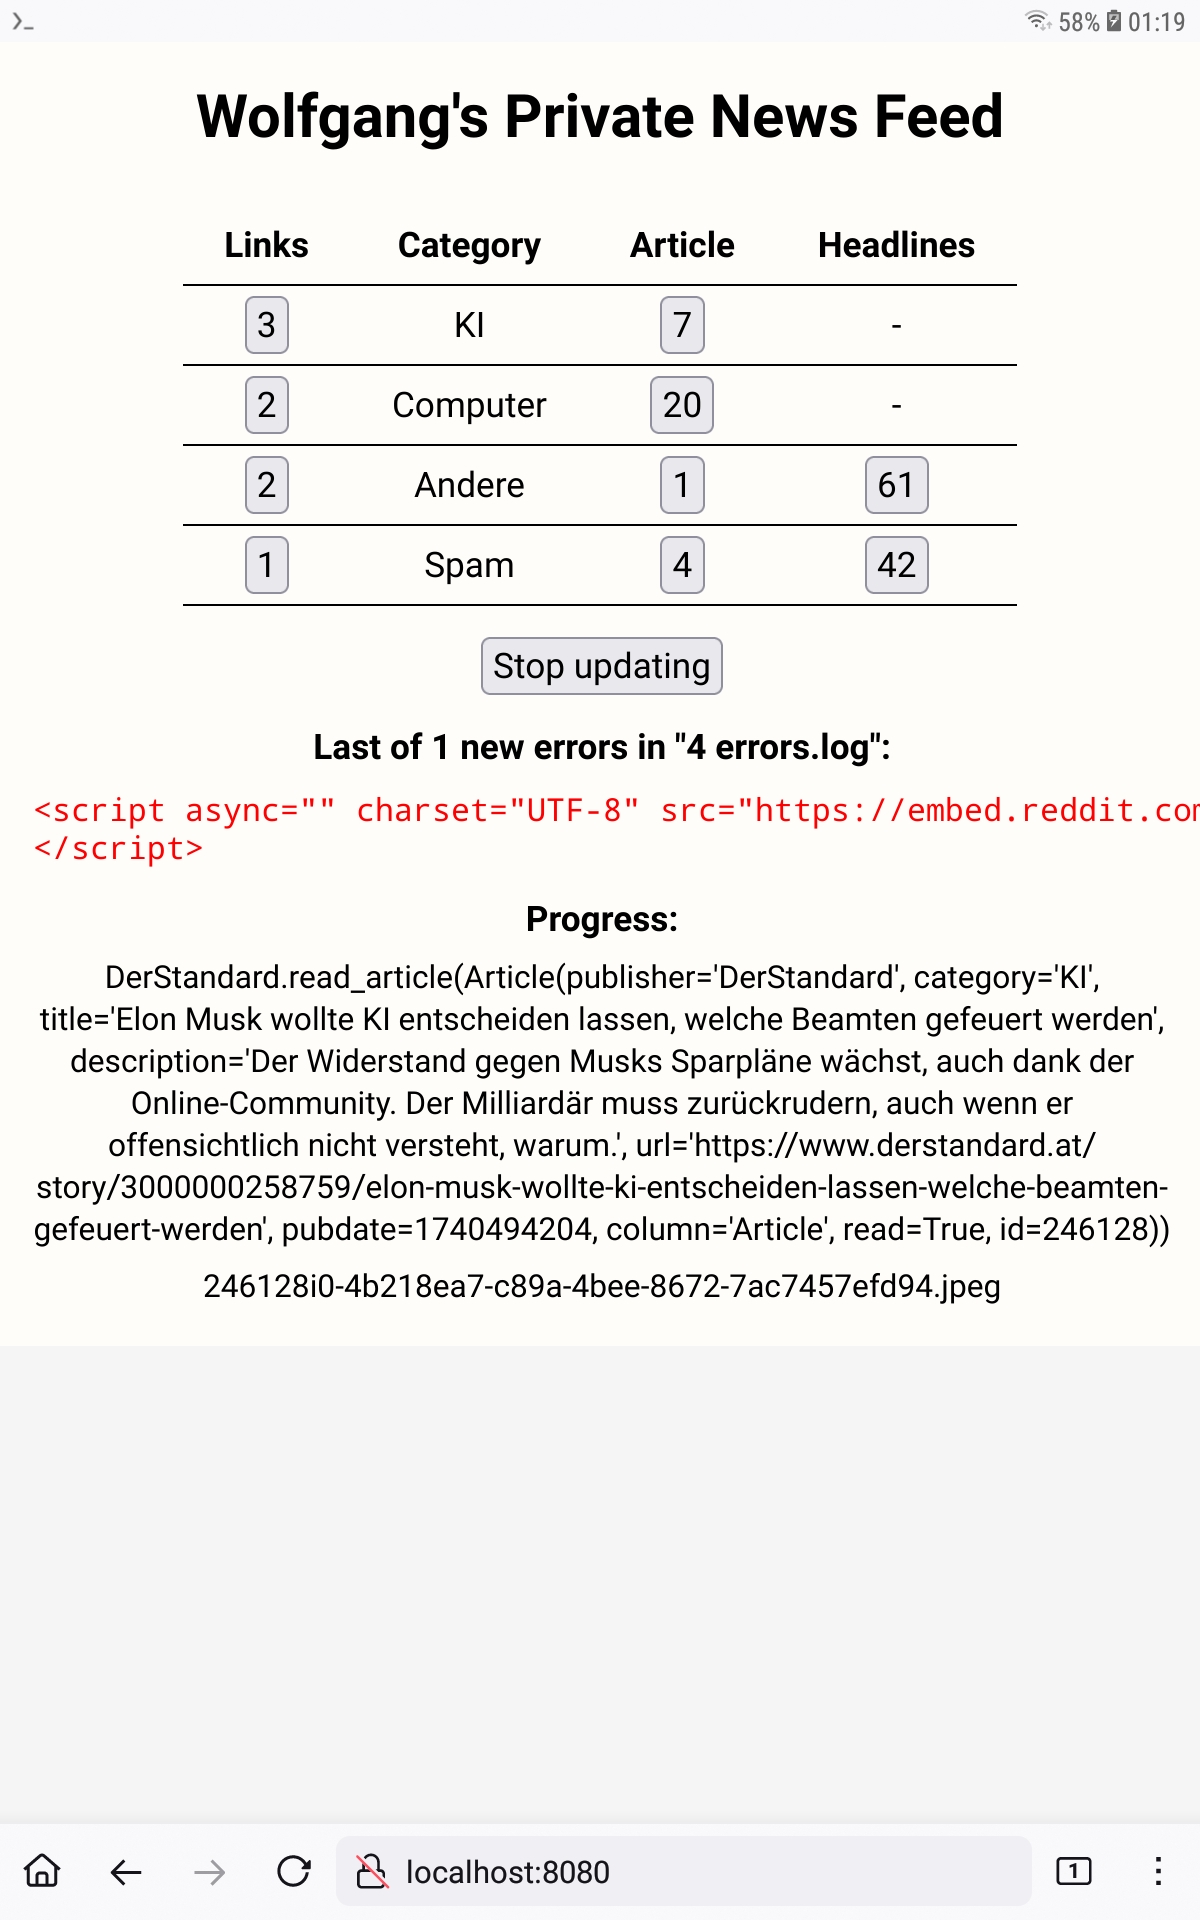 58% 01:19
Wolfgang's Private News Feed
Links Category Article Headlines
3 KI 7 -
2 Computer 20 -
2 Andere 1 61
1 Spam 4 42
Stop updating
Last of 1 new errors in "4 errors.log":
<script async="" charset="UTF-8" src="https://embed.reddit.com
</script>
Progress:
DerStandard.read_article(Article(publisher='DerStandard', category='KI',
title='Elon Musk wollte KI entscheiden lassen, welche Beamten gefeuert werden',
description='Der Widerstand gegen Musks Sparpläne wächst, auch dank der
Online-Community. Der Milliardär muss zurückrudern, auch wenn er
offensichtlich nicht versteht, warum.', url='https://www.derstandard.at/
story/3000000258759/elon-musk-wollte-ki-entscheiden-lassen-welche-beamten-
gefeuert-werden', pubdate=1740494204, column='Article', read=True, id=246128))
246128i0-4b218ea7-c89a-4bee-8672-7ac7457efd94.jpeg
localhost:8080 1